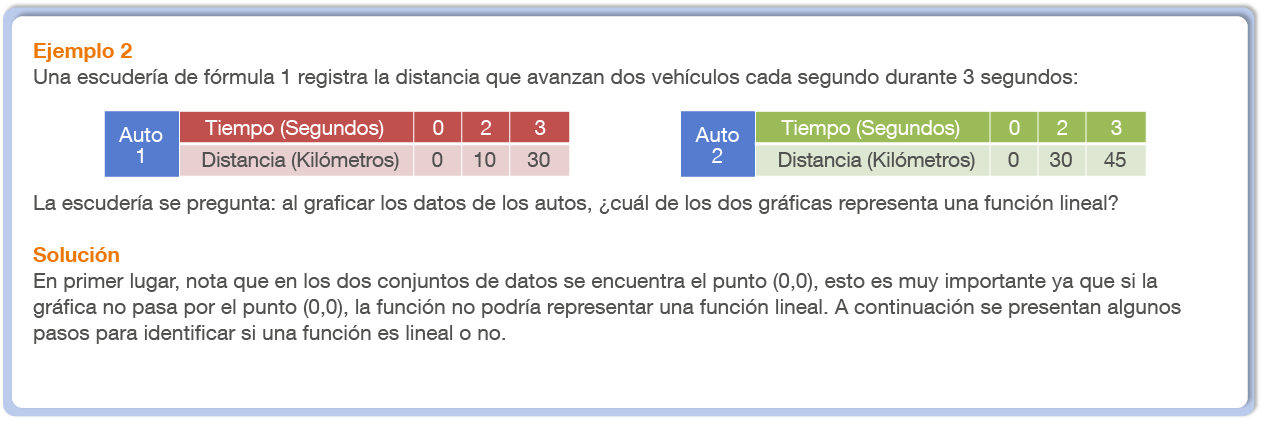 Ejemplo 2
Una escudería de fórmula 1 registra la distancia que avanzan dos vehículos cada segundo durante 3 segundos:
Auto 1
Tiempo (Segundos) 0 2 3
Distancia (Kilómetros) 0 10 30
Auto 2
Tiempo (Segundos) 0 2 3
Distancia (Kilómetros) 0 30 45
La escudería se pregunta: al graficar los datos de los autos, ¿cuál de los dos gráficas representa una función lineal?
Solución
En primer lugar, nota que en los dos conjuntos de datos se encuentra el punto (0,0), esto es muy importante ya que si la
gráfica no pasa por el punto (0,0), la función no podría representar una función lineal. A continuación se presentan algunos
pasos para identificar si una función es lineal o no.